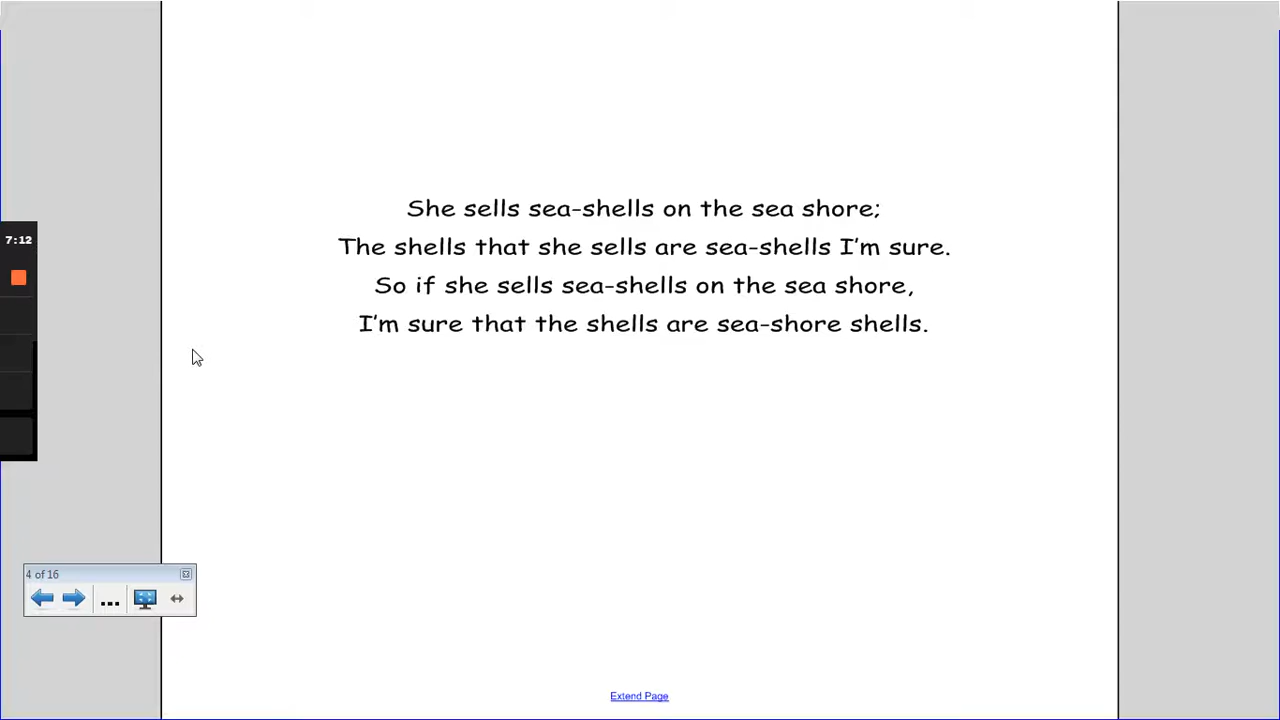 She sells sea-shells on the sea shore;
The shells that she sells are sea-shells I'm sure.
So if she sells sea-shells on the sea shore,
I'm sure that the shells are sea-shore shells.
7:12
4 of 16
...
Extend Page